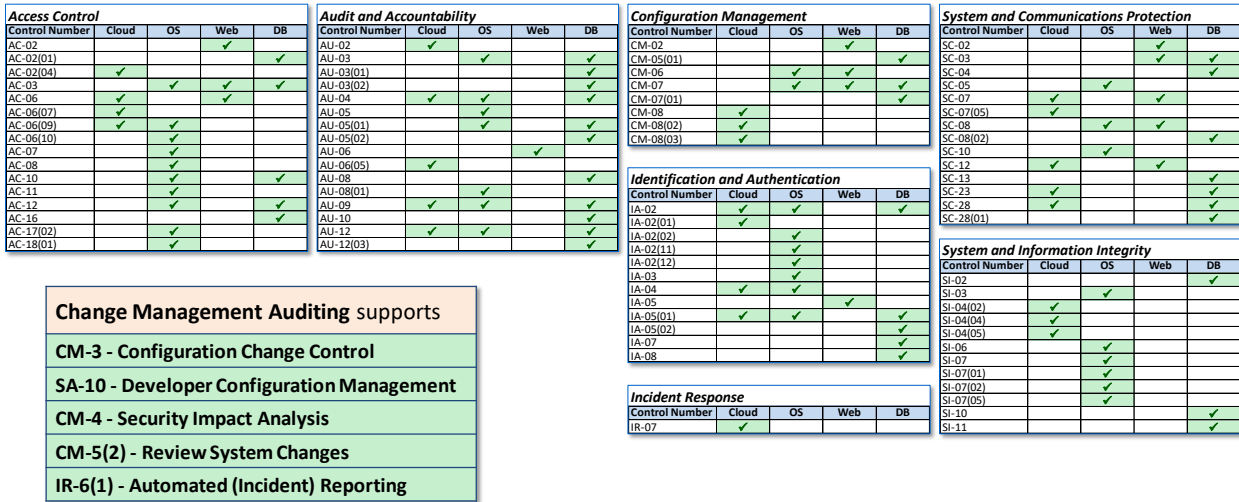 Access Control
Control Number Cloud OS Web DB
AC-02 ✓
AC-02(01) ✓
AC-02(04) ✓
AC-03 ✓ ✓ ✓
AC-06 ✓ ✓
AC-06(07) ✓
AC-06(09) ✓ ✓
AC-06(10) ✓
AC-07 ✓
AC-08 ✓
AC-10 ✓ ✓
AC-11 ✓
AC-12 ✓ ✓
AC-16 ✓
AC-17(02) ✓
AC-18(01) ✓
Audit and Accountability
Control Number Cloud OS Web DB
AU-02 ✓
AU-03 ✓ ✓
AU-03(01) ✓
AU-03(02) ✓
AU-04 ✓ ✓ ✓
AU-05 ✓
AU-05(01) ✓ ✓
AU-05(02) ✓
AU-06 ✓
AU-06(05) ✓
AU-08 ✓
AU-08(01) ✓
AU-09 ✓ ✓ ✓
AU-10 ✓
AU-12 ✓ ✓ ✓
AU-12(03) ✓
Configuration Management
Control Number Cloud OS Web DB
CM-02 ✓
CM-05(01) ✓
CM-06 ✓ ✓
CM-07 ✓ ✓ ✓
CM-07(01) ✓
CM-08 ✓
CM-08(02) ✓
CM-08(03) ✓
Identification and Authentication
Control Number Cloud OS Web DB
IA-02 ✓ ✓ ✓
IA-02(01) ✓
IA-02(02) ✓
IA-02(11) ✓
IA-02(12) ✓
IA-03 ✓
IA-04 ✓ ✓
IA-05 ✓
IA-05(01) ✓ ✓ ✓
IA-05(02) ✓
IA-07 ✓
IA-08 ✓
Incident Response
Control Number Cloud OS Web DB
IR-07 ✓
System and Communications Protection
Control Number Cloud OS Web DB
SC-02 ✓
SC-03 ✓ ✓
SC-04 ✓
SC-05 ✓
SC-07 ✓ ✓
SC-07(05) ✓
SC-08 ✓ ✓
SC-08(02) ✓
SC-10 ✓
SC-12 ✓ ✓
SC-13 ✓
SC-23 ✓ ✓
SC-28 ✓ ✓
SC-28(01) ✓
System and Information Integrity
Control Number Cloud OS Web DB
SI-02 ✓
SI-03 ✓
SI-04(02) ✓
SI-04(04) ✓
SI-04(05) ✓
SI-06 ✓
SI-07 ✓
SI-07(01) ✓
SI-07(02) ✓
SI-07(05) ✓
SI-10 ✓
SI-11 ✓
Change Management Auditing supports
CM-3 - Configuration Change Control
SA-10 - Developer Configuration Management
CM-4 - Security Impact Analysis
CM-5(2) - Review System Changes
IR-6(1) - Automated (Incident) Reporting